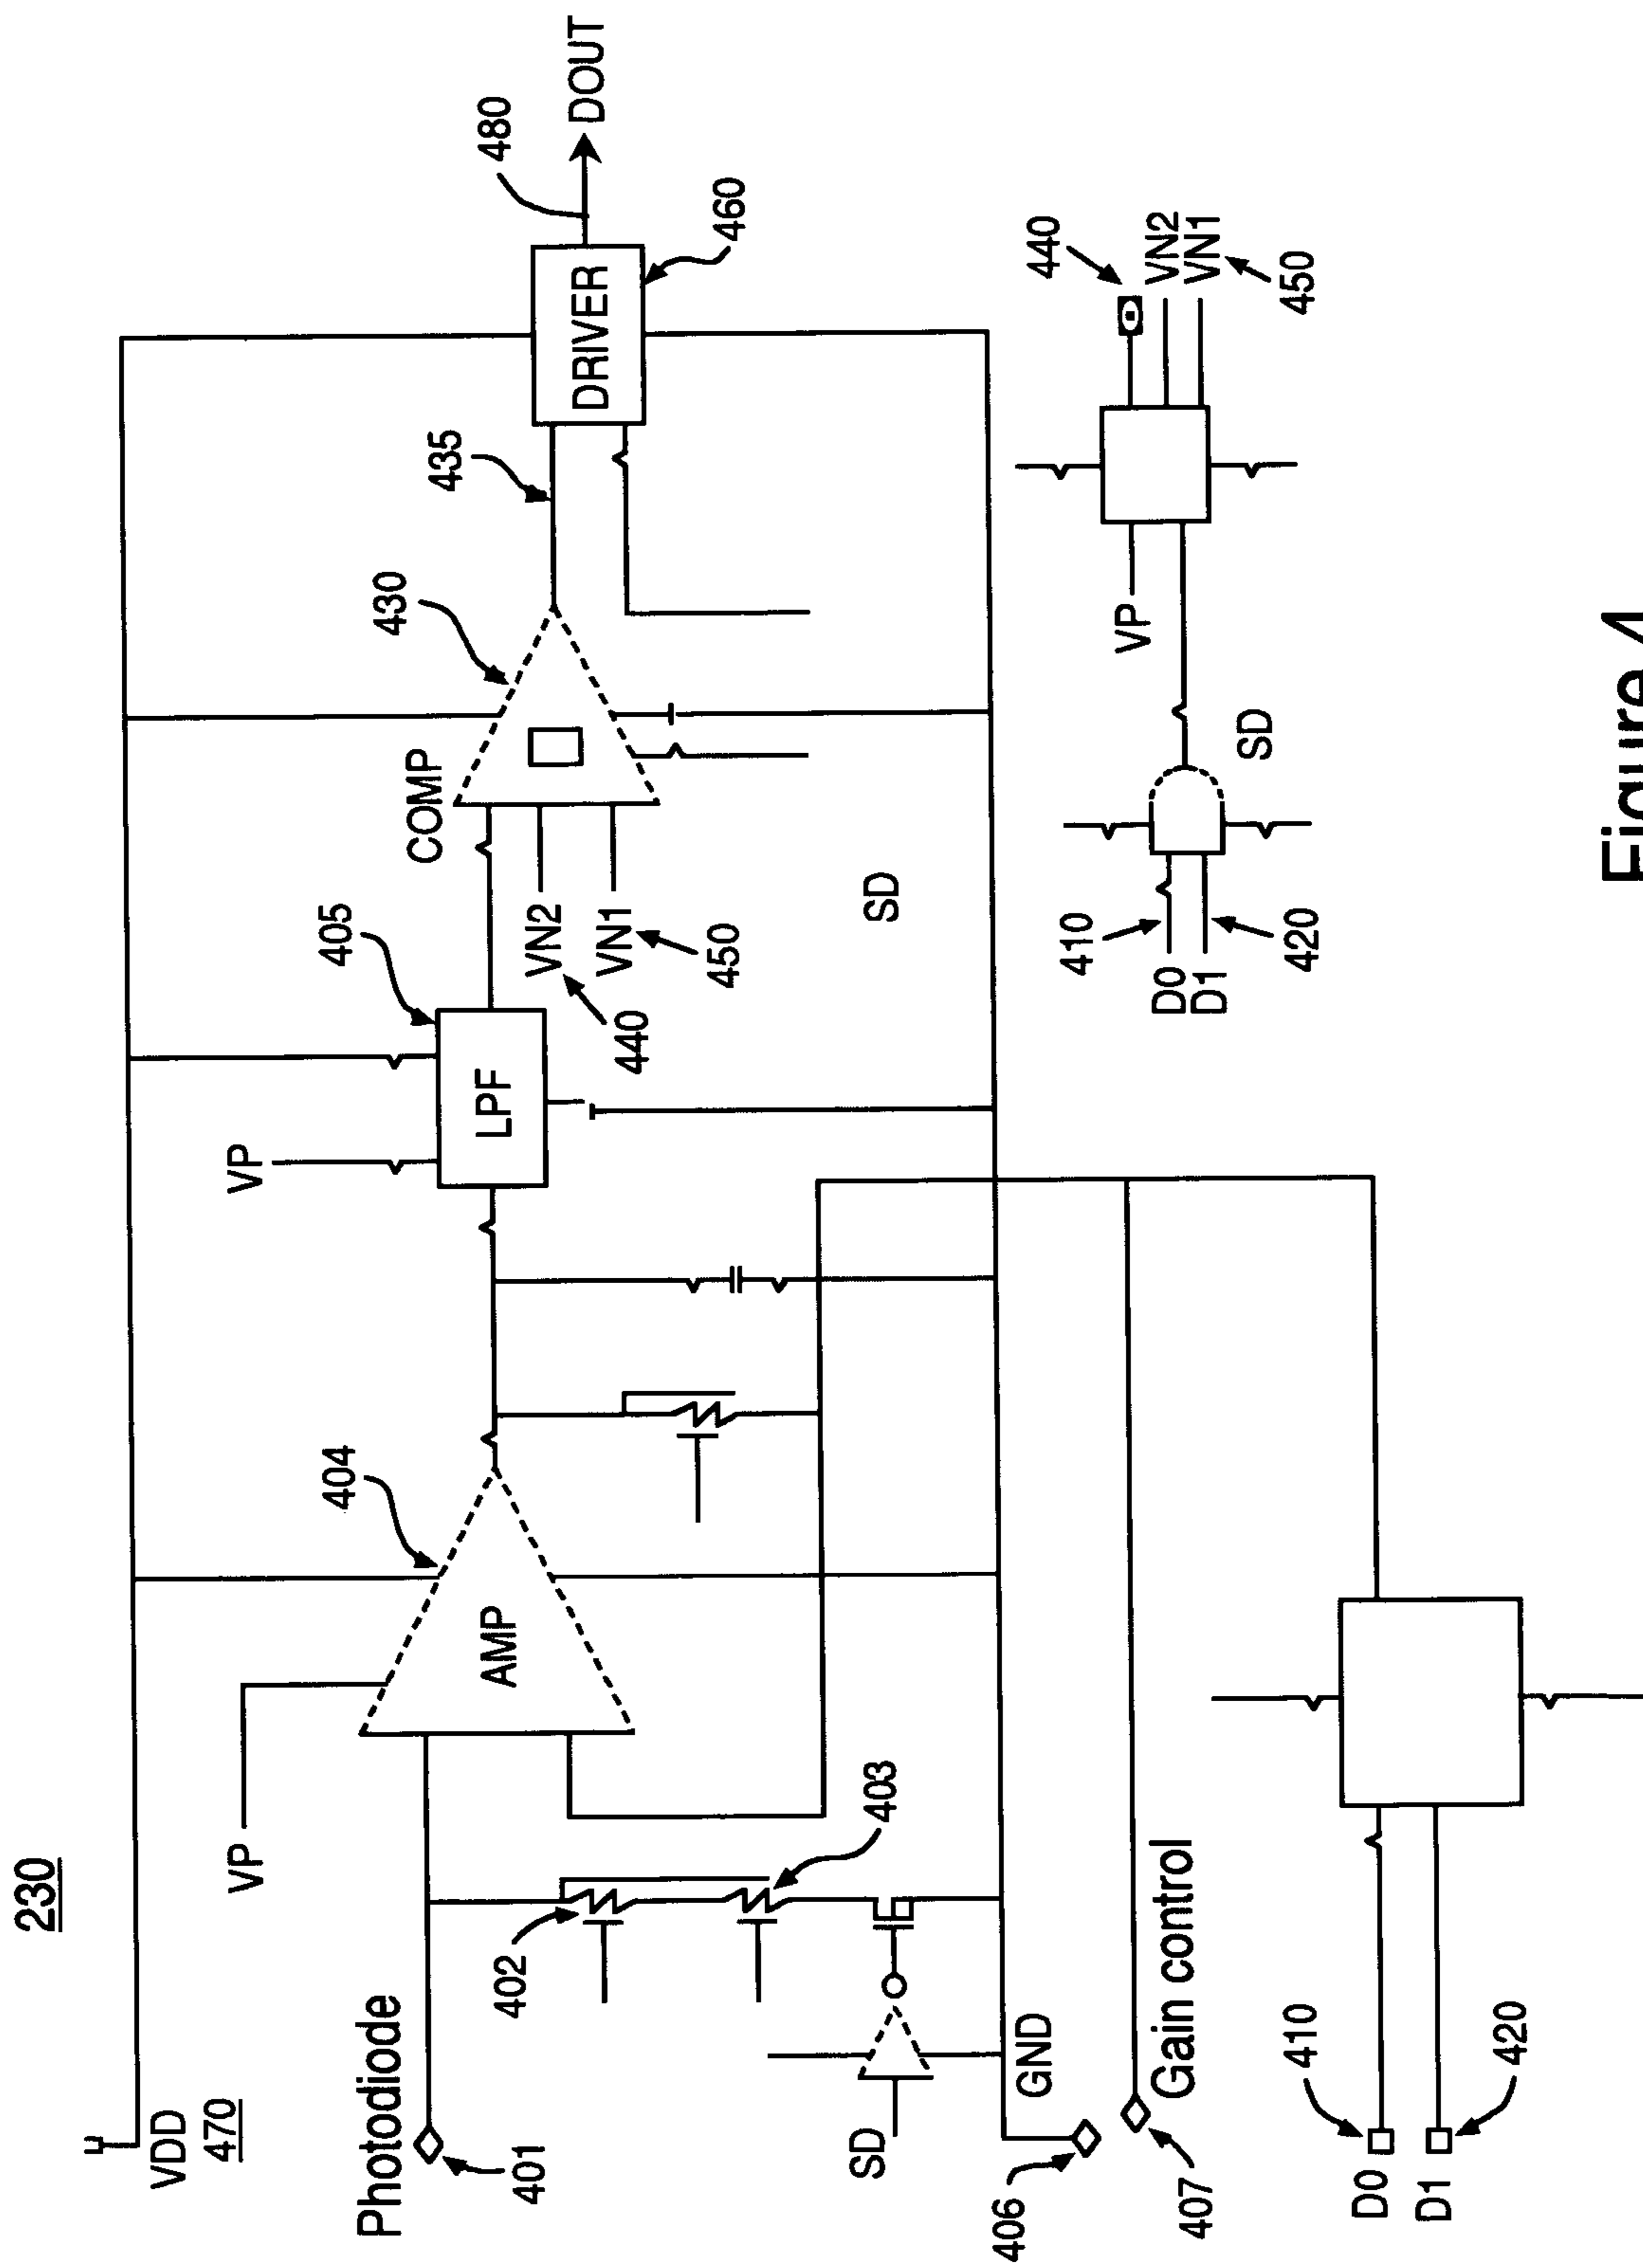 230
VDD
470
VP
VP
Photodiode
401
402
403
404
AMP
405
LPF
COMP
430
435
480
DOUT
DRIVER
460
VN2
440
VN1
450
SD
SD
GND
406
407
Gain control
D0
410
D1
420
410
D0
D1
420
SD
VP
440
VN2
VN1
450
Figure 4